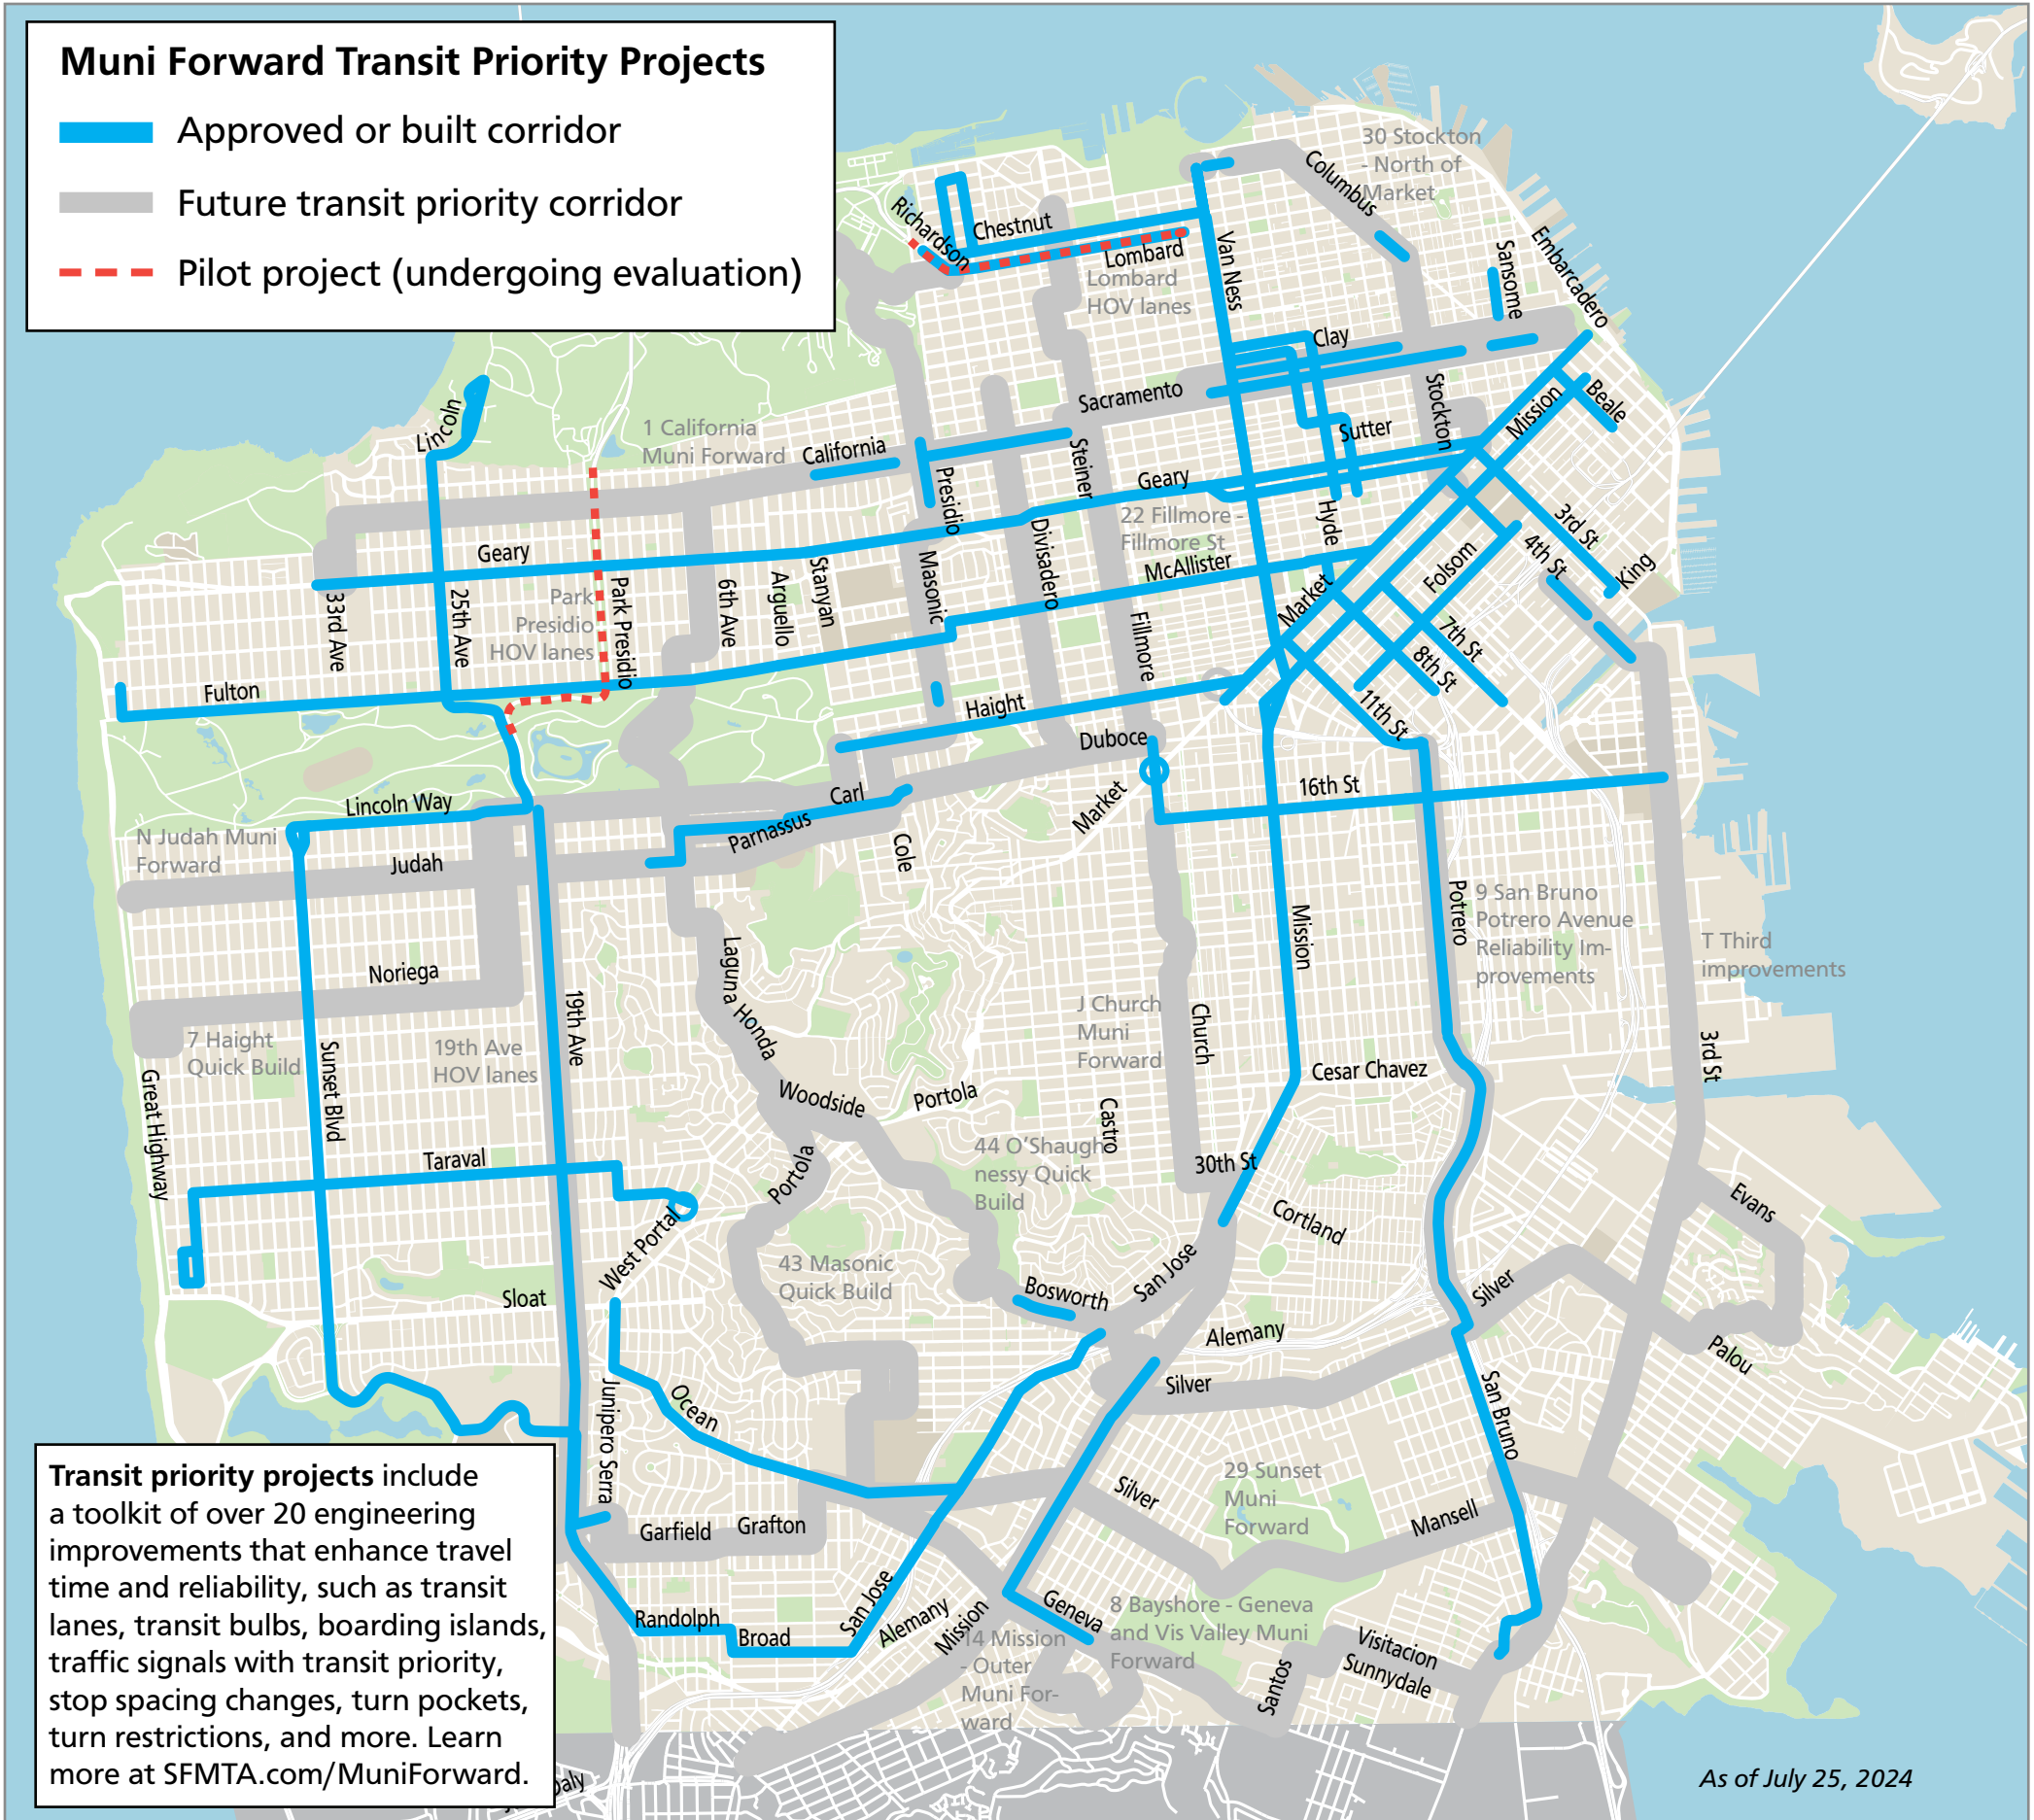 Muni Forward Transit Priority Projects
Approved or built corridor
Future transit priority corridor
Pilot project (undergoing evaluation)
30 Stockton
- North of
Market
Columbus
Richardson
Chestnut
Lombard
Lombard
HOV lanes
Van Ness
Sansome
Embarcadero
Clay
Sacramento
Stockton
Beale
Mission
Lincoln
1 California
Muni Forward
California
Sutter
Steiner
Presidio
Geary
22 Fillmore -
Fillmore St
Hyde
3rd St
4th St
King
Folsom
Geary
McAllister
Market
Divisadero
Masonic
Stanyan
Arguello
6th Ave
Park Presidio
Park
Presidio
HOV lanes
25th Ave
33rd Ave
Fillmore
7th St
8th St
11th St
Fulton
Haight
Duboce
Lincoln Way
Carl
Market
16th St
N Judah Muni
Forward
Judah
Parnassus
Cole
Mission
Potrero
9 San Bruno
Potrero Avenue
Reliability Im-
provements
T Third
improvements
Laguna Honda
Noriega
19th Ave
7 Haight
Quick Build
19th Ave
HOV lanes
Sunset Blvd
Great Highway
J Church
Muni
Forward
Church
Cesar Chavez
3rd St
Woodside
Portola
Castro
44 O'Shaugh
nessy Quick
Build
30th St
Taraval
Portola
Cortland
Evans
West Portal
43 Masonic
Quick Build
San Jose
Bosworth
Silver
Sloat
Alemany
Palou
Silver
San Bruno
Junipero Serra
Ocean
Silver
29 Sunset
Muni
Forward
Mansell
Garfield
Grafton
Randolph
Broad
San Jose
Alemany
Mission
Geneva
8 Bayshore - Geneva
and Vis Valley Muni
Forward
14 Mission
- Outer
Muni For-
ward
Santos
Visitacion
Sunnydale
Transit priority projects include
a toolkit of over 20 engineering
improvements that enhance travel
time and reliability, such as transit
lanes, transit bulbs, boarding islands,
traffic signals with transit priority,
stop spacing changes, turn pockets,
turn restrictions, and more. Learn
more at SFMTA.com/MuniForward.
As of July 25, 2024